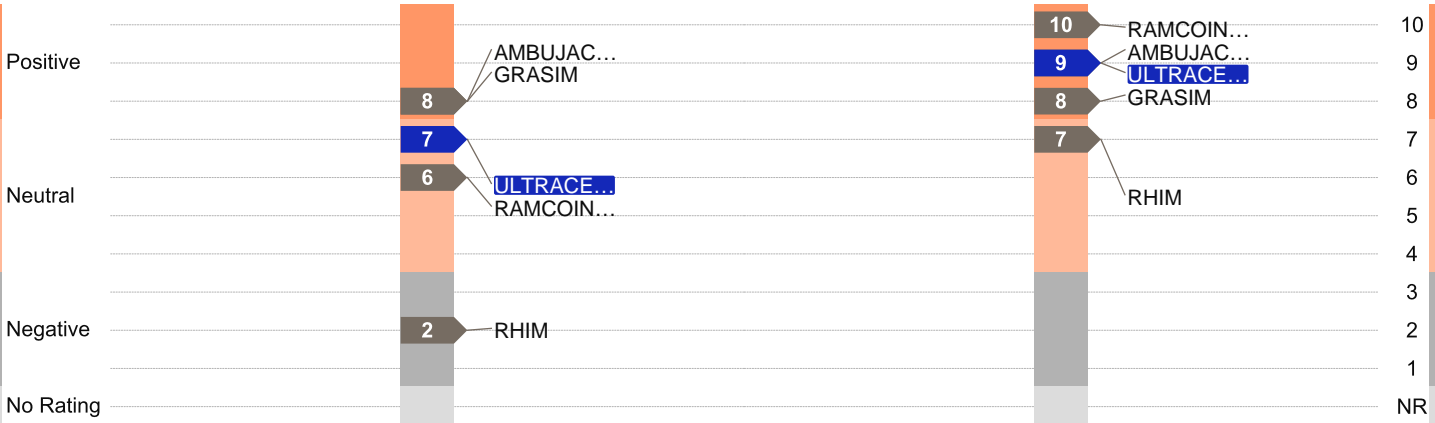 Positive
Neutral
Negative
No Rating
8
AMBUJAC...
GRASIM
7
ULTRACE...
6
RAMCOIN...
2
RHIM
10
RAMCOIN...
9
AMBUJAC...
ULTRACE...
8
GRASIM
7
RHIM
10
9
8
7
6
5
4
3
2
1
NR